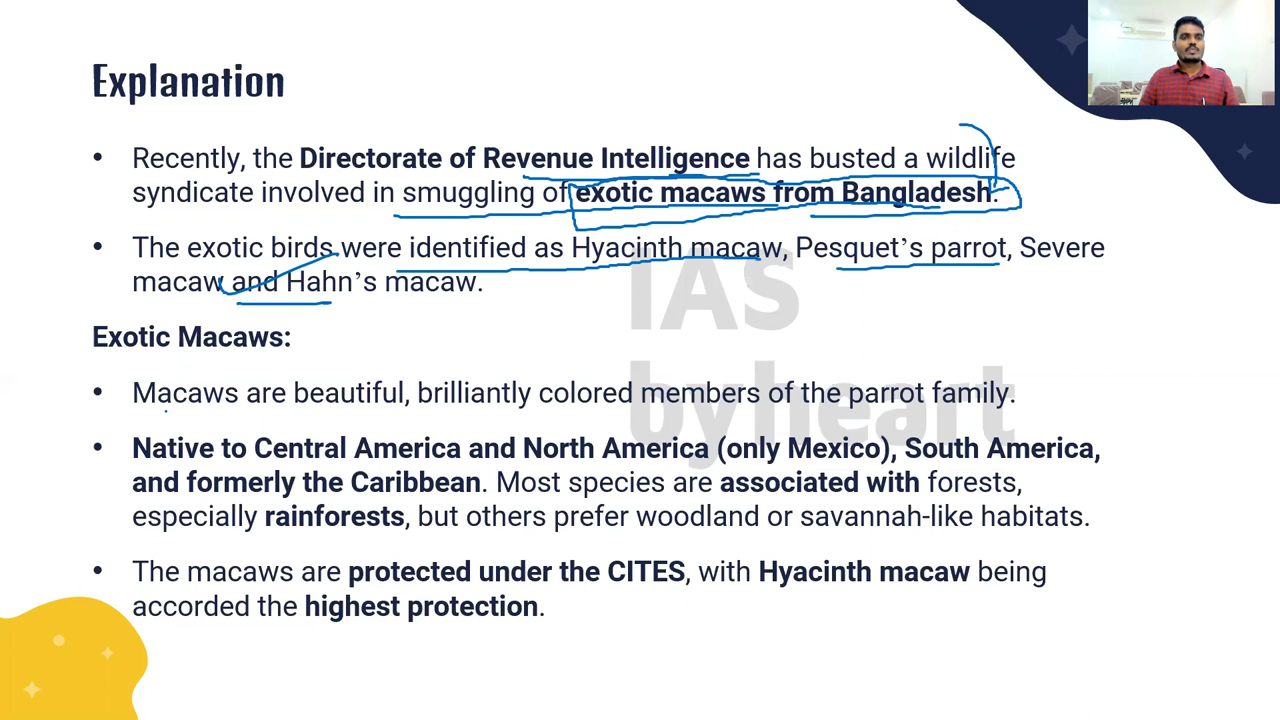 Explanation
• Recently, the Directorate of Revenue Intelligence has busted a wildlife
syndicate involved in smuggling of exotic macaws from Bangladesh.
• The exotic birds were identified as Hyacinth macaw, Pesquet’s parrot, Severe
macaw and Hahn’s macaw.
Exotic Macaws:
• Macaws are beautiful, brilliantly colored members of the parrot family.
• Native to Central America and North America (only Mexico), South America,
and formerly the Caribbean. Most species are associated with forests,
especially rainforests, but others prefer woodland or savannah-like habitats.
• The macaws are protected under the CITES, with Hyacinth macaw being
accorded the highest protection.
IAS
byheart